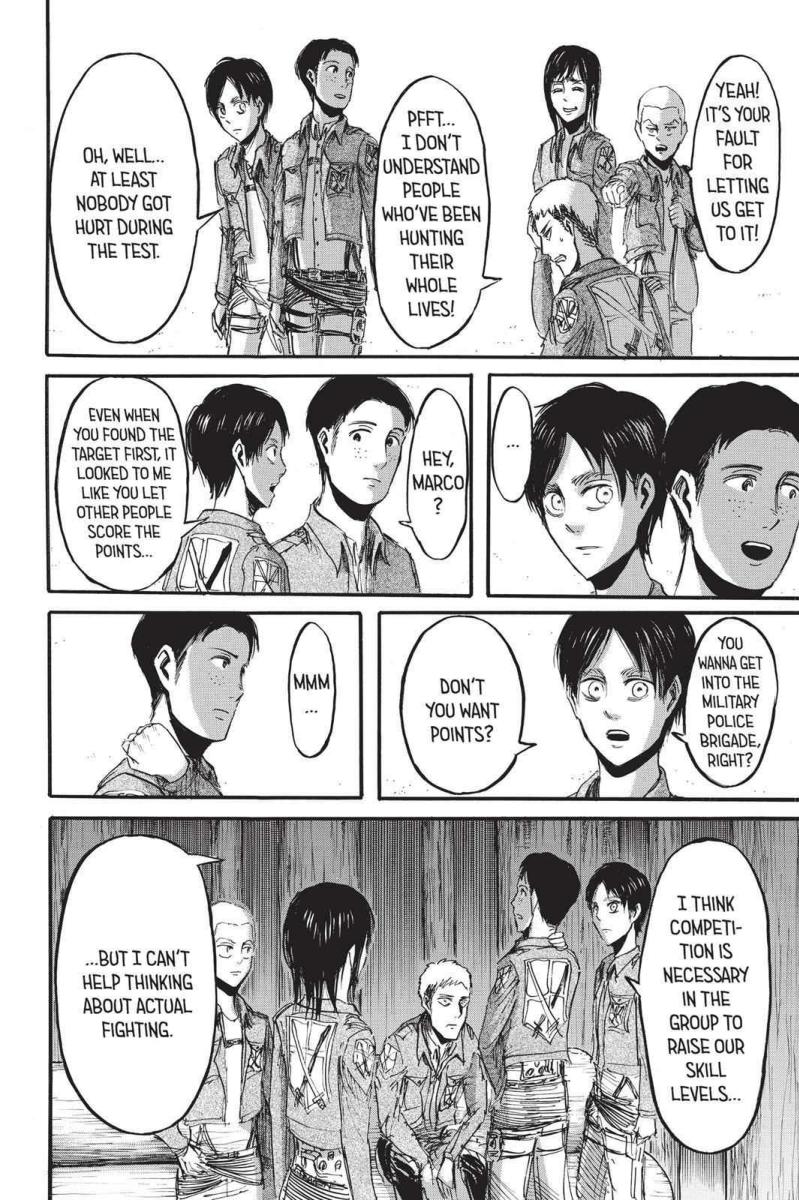 YEAH!
IT'S YOUR
FAULT
FOR
LETTING
US GET
TO IT!
PFFT...
I DON'T
UNDERSTAND
PEOPLE
WHO'VE BEEN
HUNTING
THEIR
WHOLE
LIVES!
OH, WELL...
AT LEAST
NOBODY GOT
HURT DURING
THE TEST.
...
HEY,
MARCO
?
EVEN WHEN
YOU FOUND THE
TARGET FIRST, IT
LOOKED TO ME
LIKE YOU LET
OTHER PEOPLE
SCORE THE
POINTS...
YOU
WANNA GET
INTO THE
MILITARY
POLICE
BRIGADE,
RIGHT?
DON'T
YOU WANT
POINTS?
MMM
...
I THINK
COMPETI-
TION IS
NECESSARY
IN THE
GROUP TO
RAISE OUR
SKILL
LEVELS...
...BUT I CAN'T
HELP THINKING
ABOUT ACTUAL
FIGHTING.